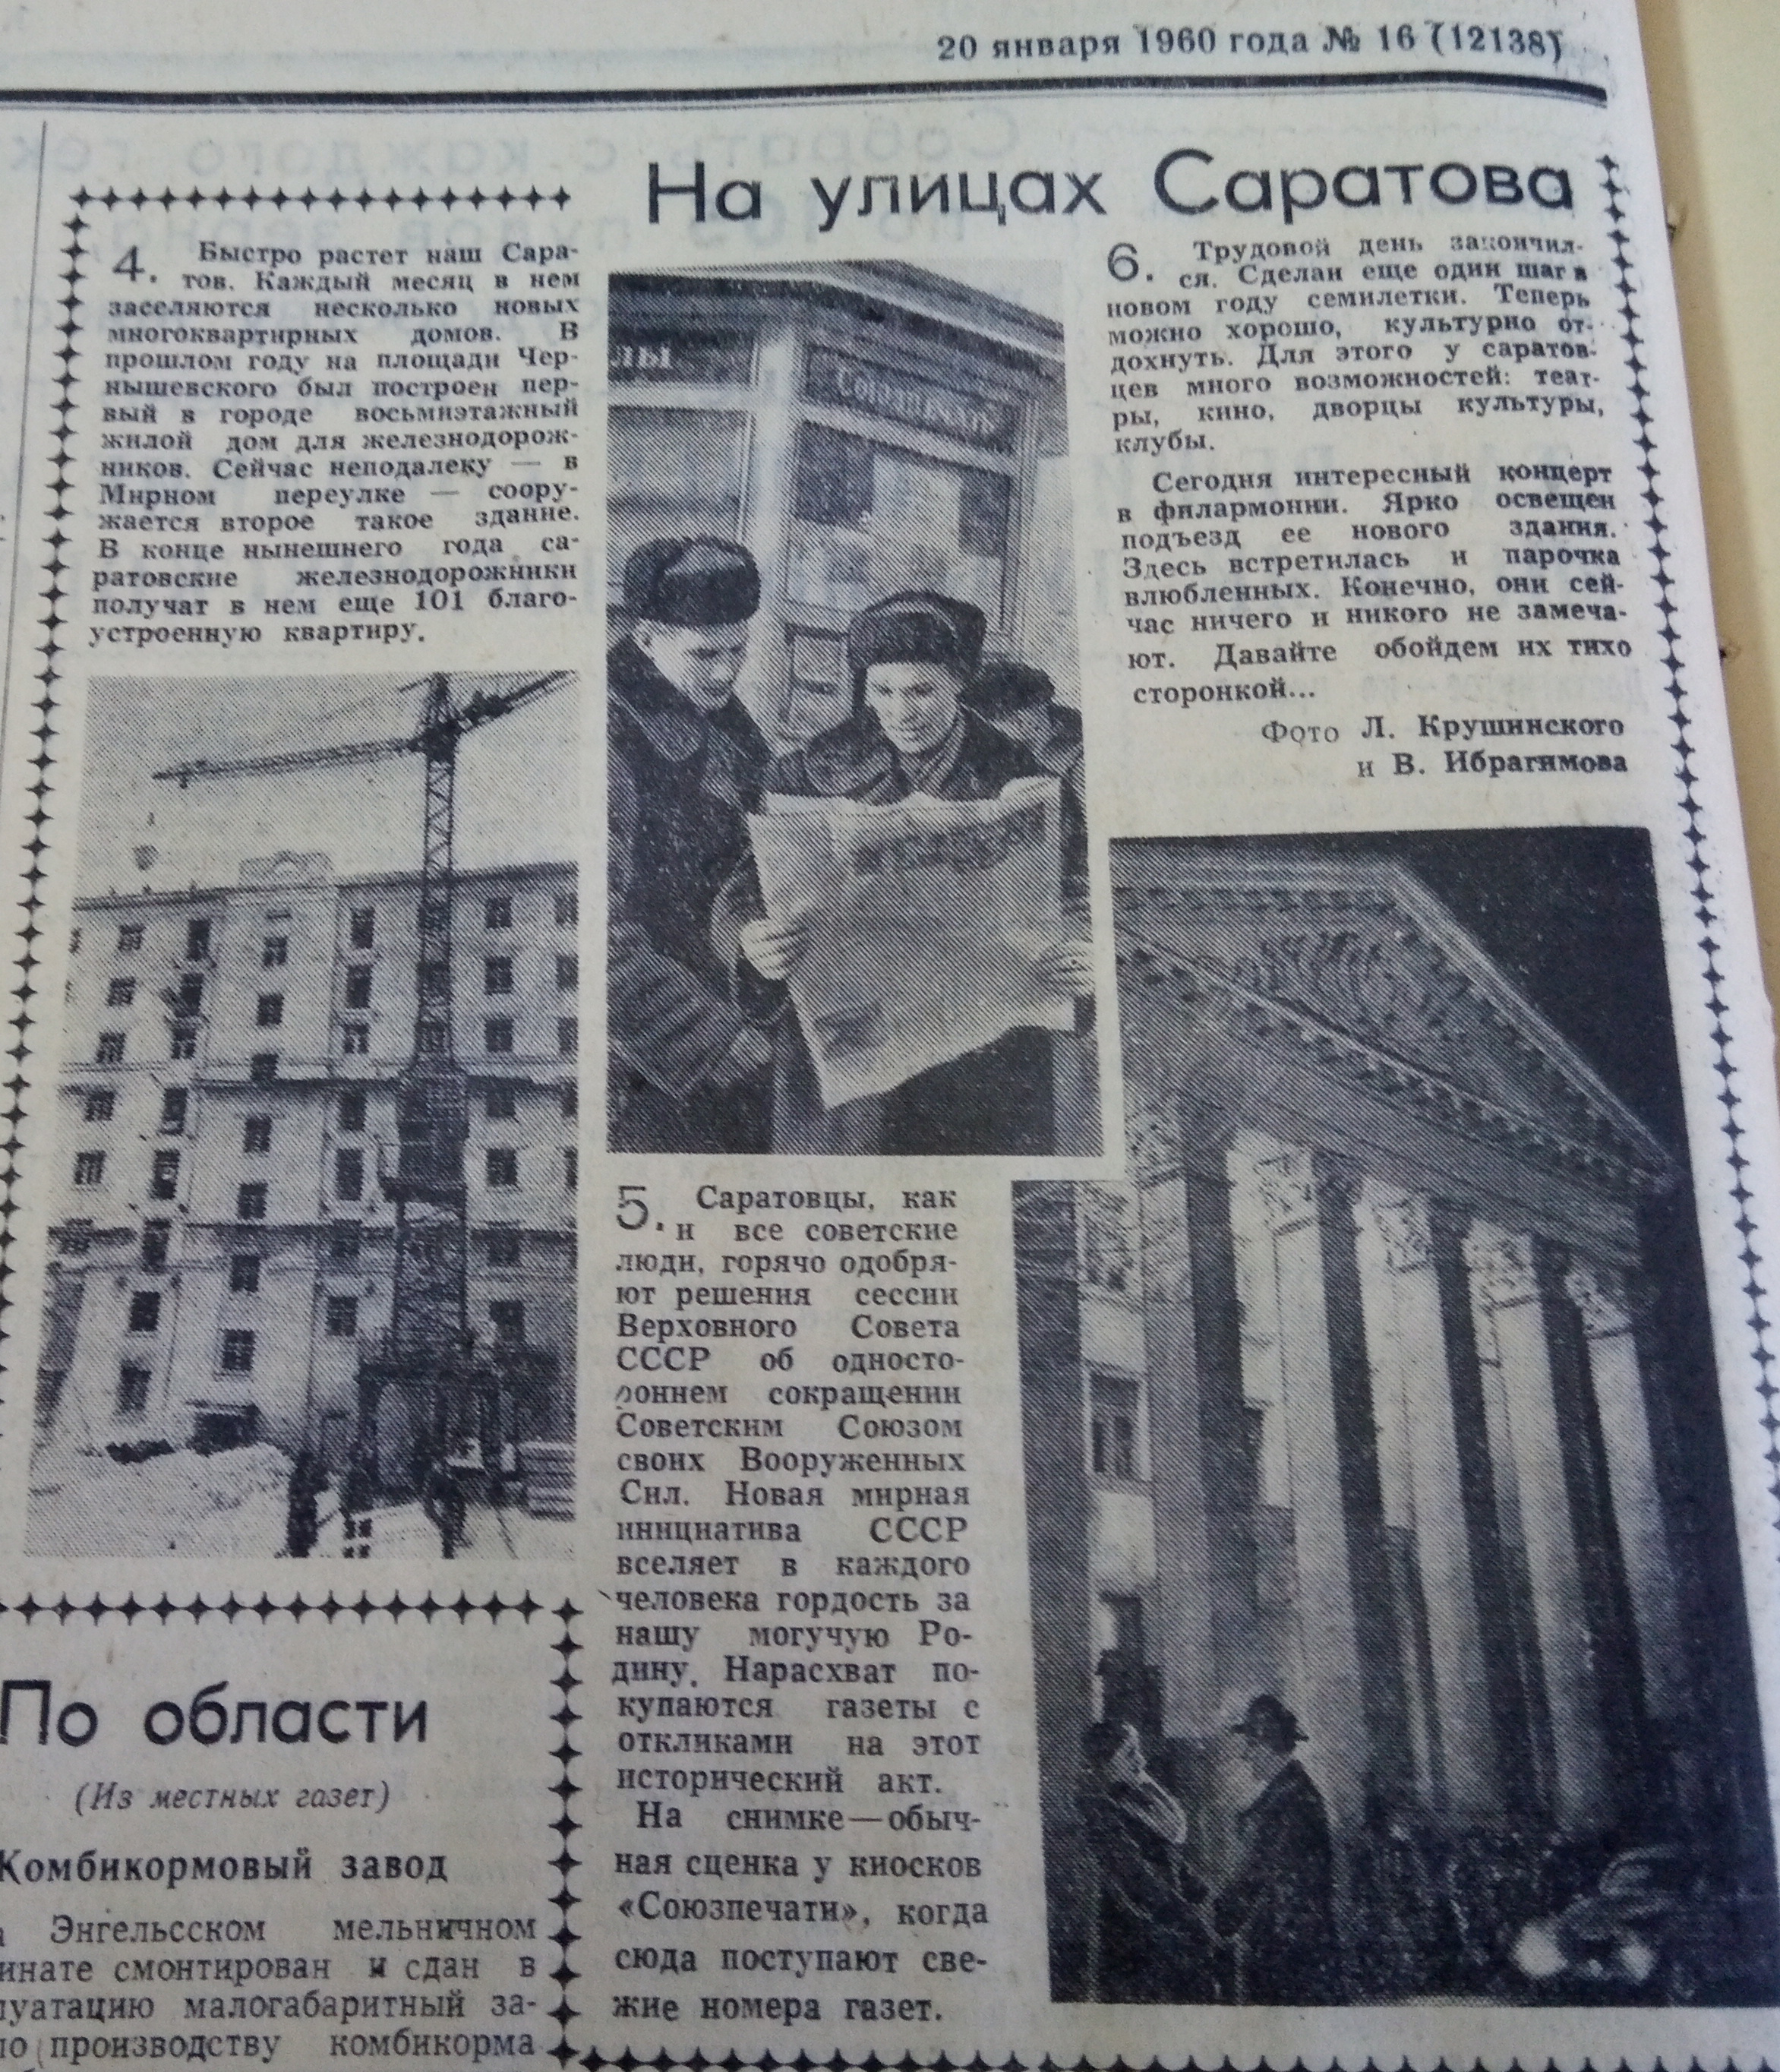 20 января 1960 года № 16 (12138)
На улицах Саратова
4. Быстро растет наш Сара-
тов. Каждый месяц в нем
заселяются несколько новых
многоквартирных домов. В
прошлом году на площади Чер-
нышевского был построен пер-
вый в городе восьмиэтажный
жилой дом для железнодорож-
ников. Сейчас неподалеку — в
Мирном переулке — соору-
жается второе такое здание.
В конце нынешнего года са-
ратовские железнодорожники
получат в нем еще 101 благо-
устроенную квартиру.
5. Саратовцы, как
и все советские
люди, горячо одобря-
ют решения сессии
Верховного Совета
СССР об односто-
роннем сокращении
Советским Союзом
своих Вооруженных
Сил. Новая мирная
инициатива СССР
вселяет в каждого
человека гордость за
нашу могучую Ро-
дину. Нарасхват по-
купаются газеты с
откликами на этот
исторический акт.
На снимке—обыч-
ная сценка у киосков
«Союзпечати», когда
сюда поступают све-
жие номера газет.
6. Трудовой день закончил-
ся. Сделан еще один шаг в
новом году семилетки. Теперь
можно хорошо, культурно от-
дохнуть. Для этого у саратов-
цев много возможностей: теат-
ры, кино, дворцы культуры,
клубы.
Сегодня интересный концерт
в филармонии. Ярко освещен
подъезд ее нового здания.
Здесь встретилась и парочка
влюбленных. Конечно, они сей-
час ничего и никого не замеча-
ют. Давайте обойдем их тихо
сторонкой...
Фото Л. Крушинского
и В. Ибрагимова
По области
(Из местных газет)
Комбикормовый завод
Энгельсском мельничном
инате смонтирован и сдан в
луатацию малогабаритный за-
по производству комбикорма